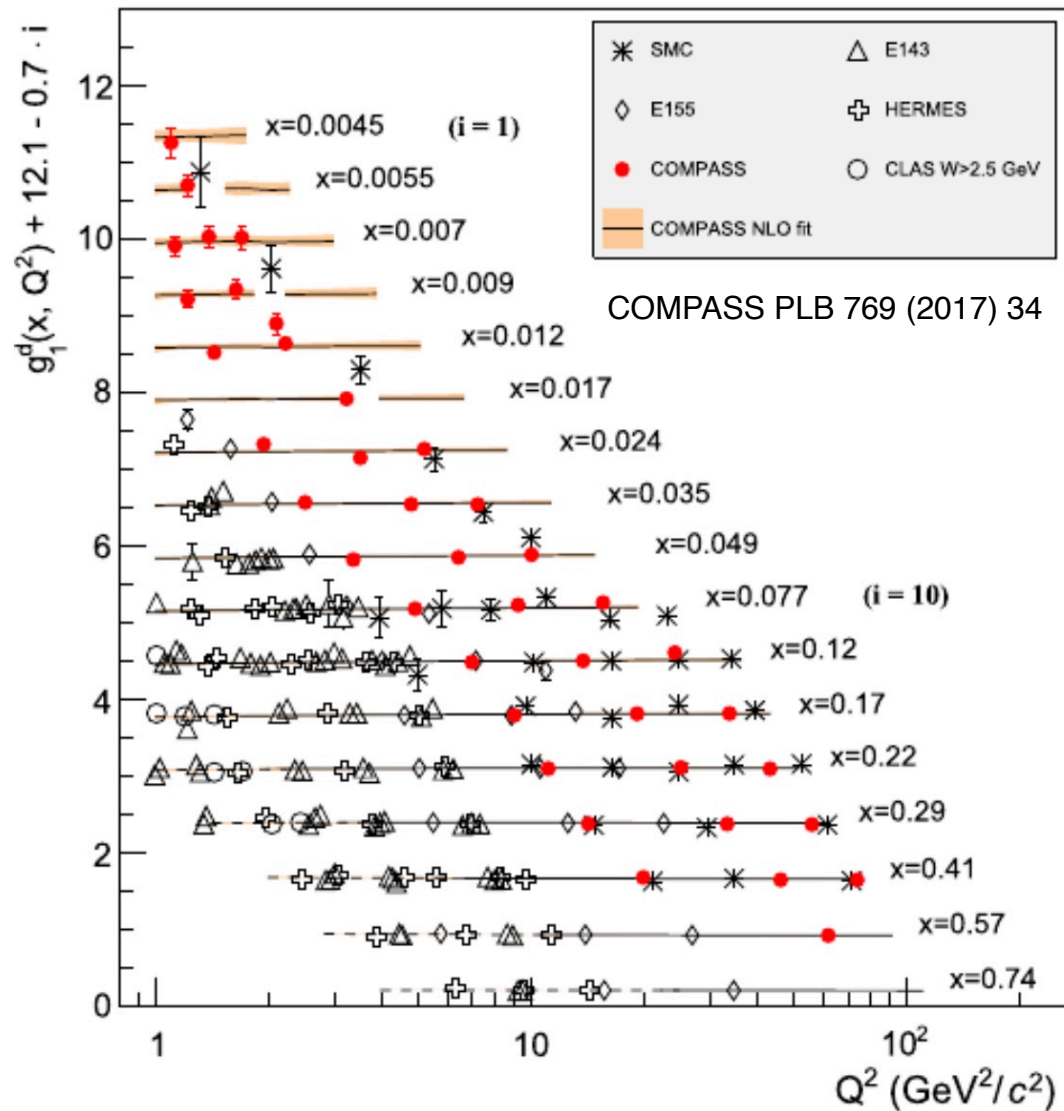 g₁ᵈ(x, Q²) + 12.1 - 0.7 · i
SMC
E143
E155
HERMES
COMPASS
CLAS W>2.5 GeV
COMPASS NLO fit
COMPASS PLB 769 (2017) 34
12
10
8
6
4
2
0
x=0.0045 (i = 1)
x=0.0055
x=0.007
x=0.009
x=0.012
x=0.017
x=0.024
x=0.035
x=0.049
x=0.077 (i = 10)
x=0.12
x=0.17
x=0.22
x=0.29
x=0.41
x=0.57
x=0.74
1
10
10²
Q² (GeV²/c²)